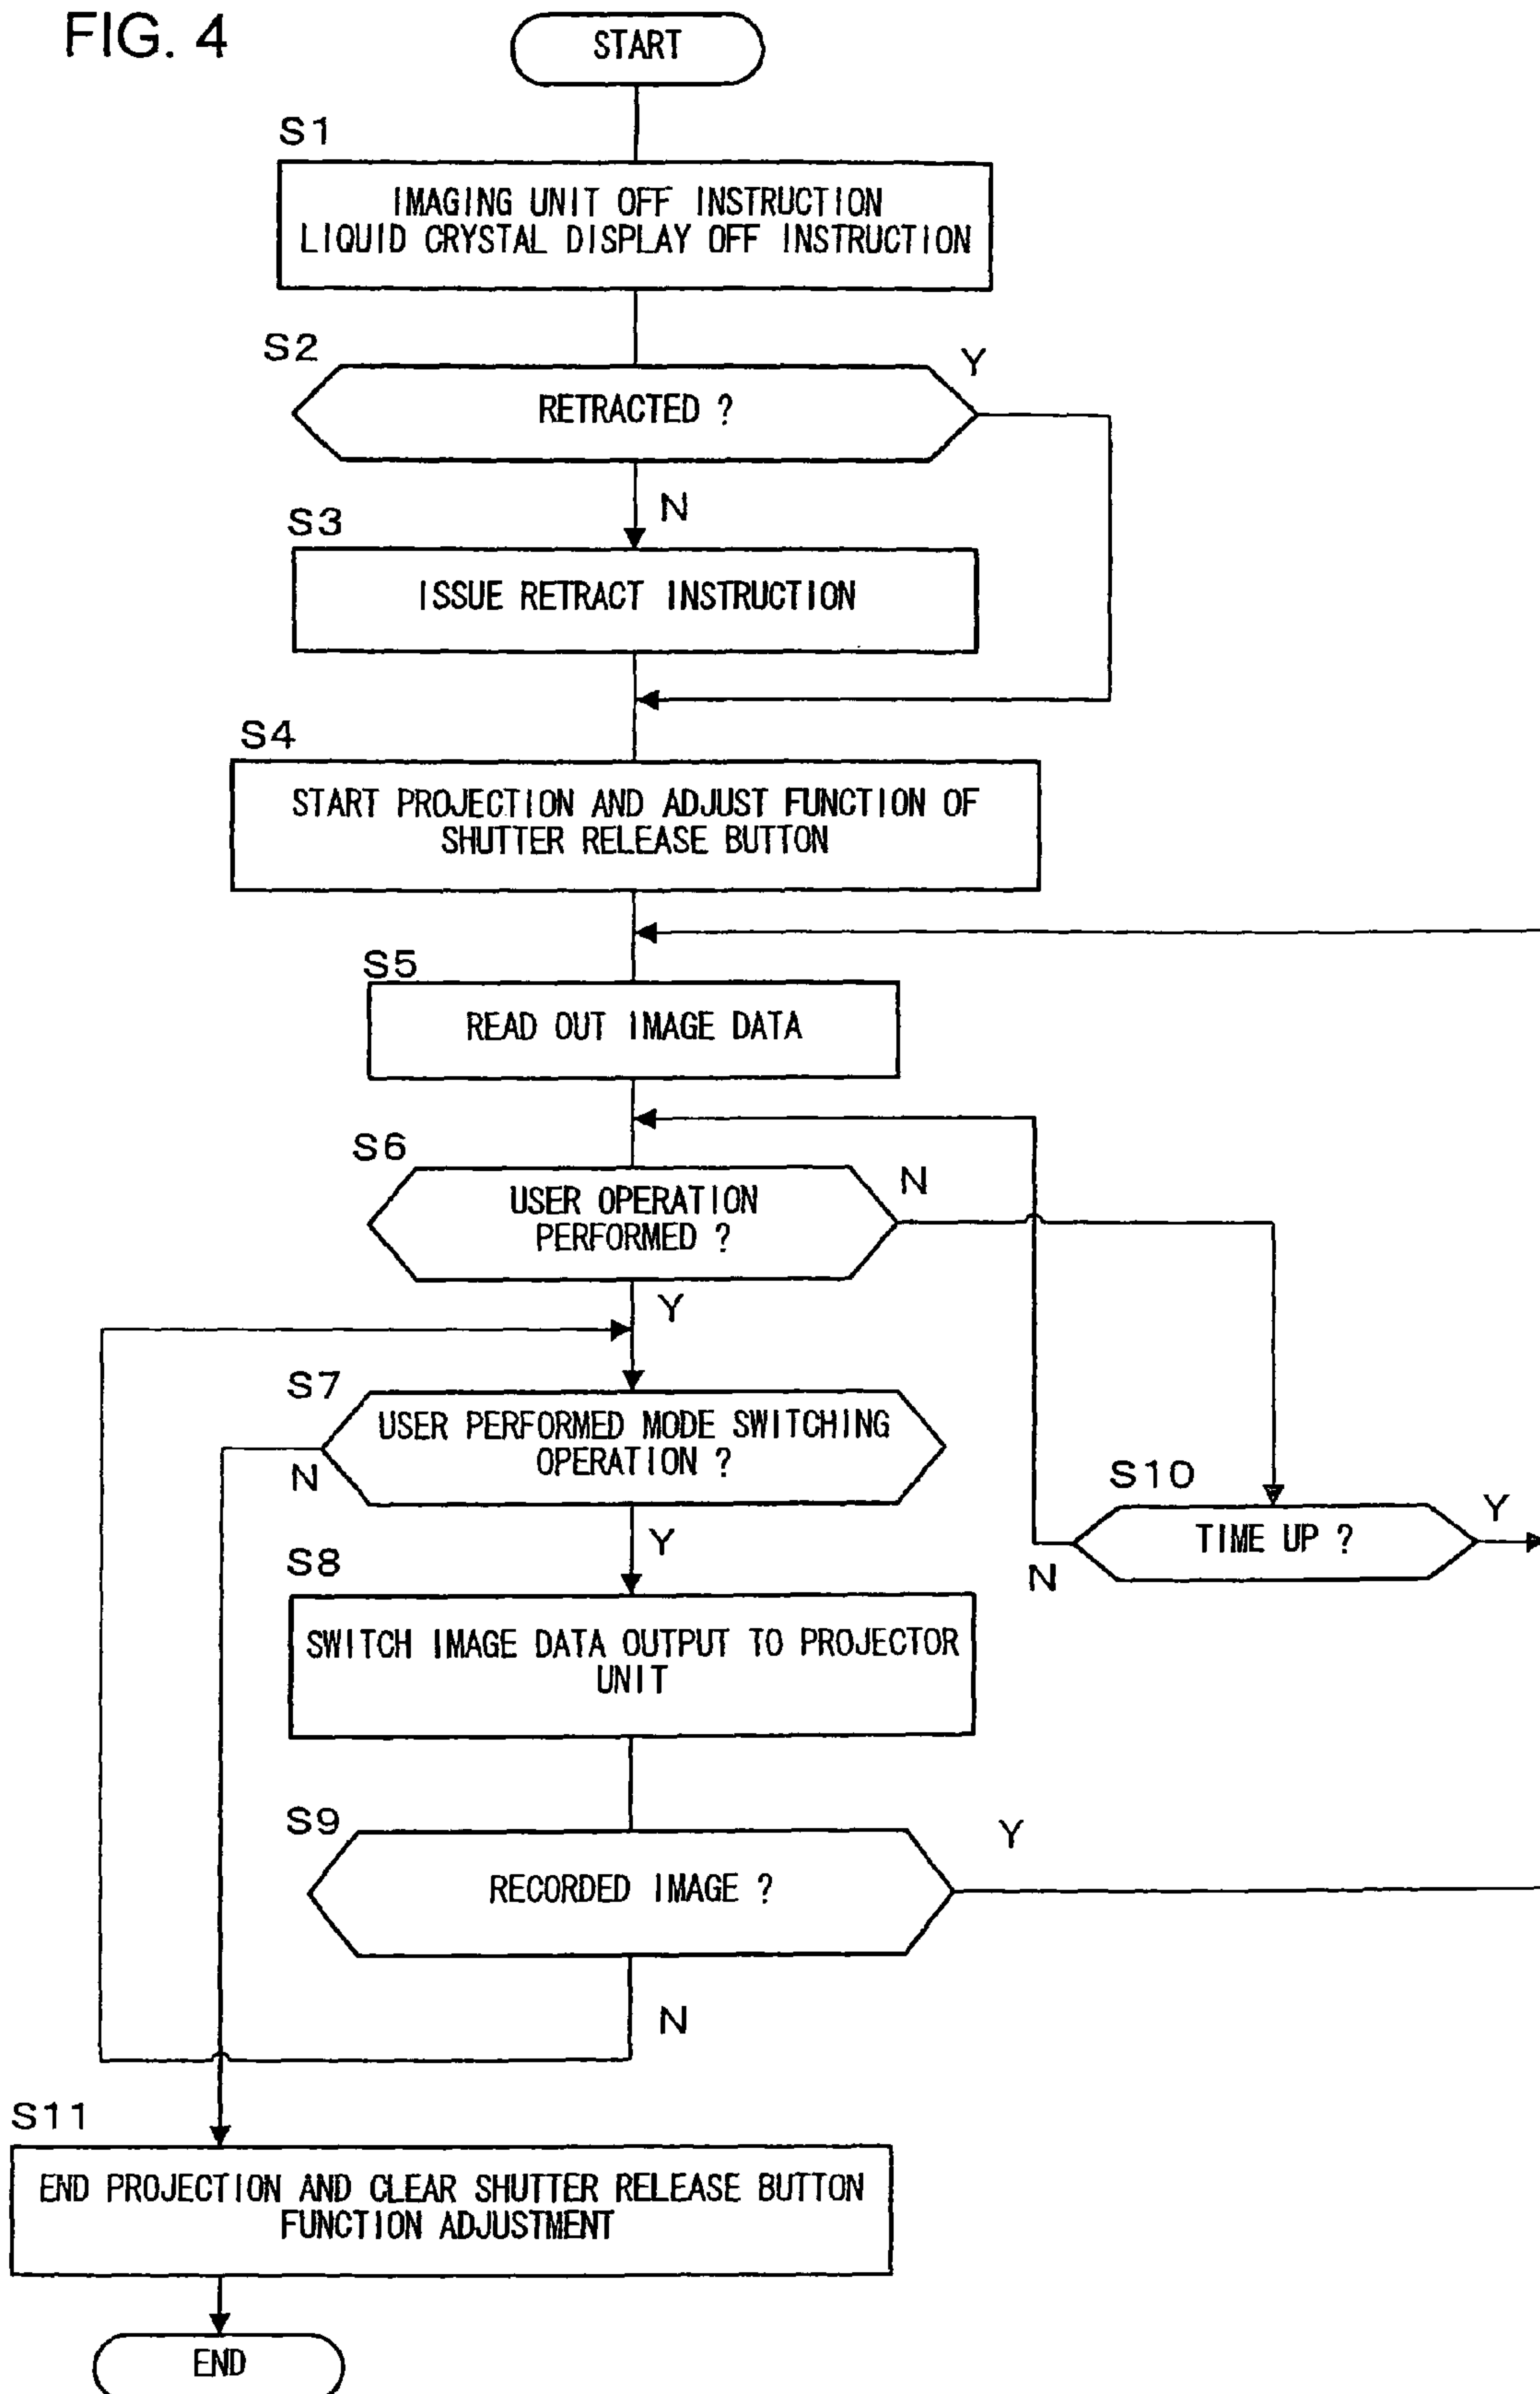 FIG. 4
START
S1
IMAGING UNIT OFF INSTRUCTION
LIQUID CRYSTAL DISPLAY OFF INSTRUCTION
S2
Y
RETRACTED ?
N
S3
ISSUE RETRACT INSTRUCTION
S4
START PROJECTION AND ADJUST FUNCTION OF
SHUTTER RELEASE BUTTON
S5
READ OUT IMAGE DATA
S6
N
USER OPERATION
PERFORMED ?
Y
S7
USER PERFORMED MODE SWITCHING
OPERATION ?
N
Y
S10
Y
TIME UP ?
N
S8
SWITCH IMAGE DATA OUTPUT TO PROJECTOR
UNIT
S9
Y
RECORDED IMAGE ?
N
S11
END PROJECTION AND CLEAR SHUTTER RELEASE BUTTON
FUNCTION ADJUSTMENT
END